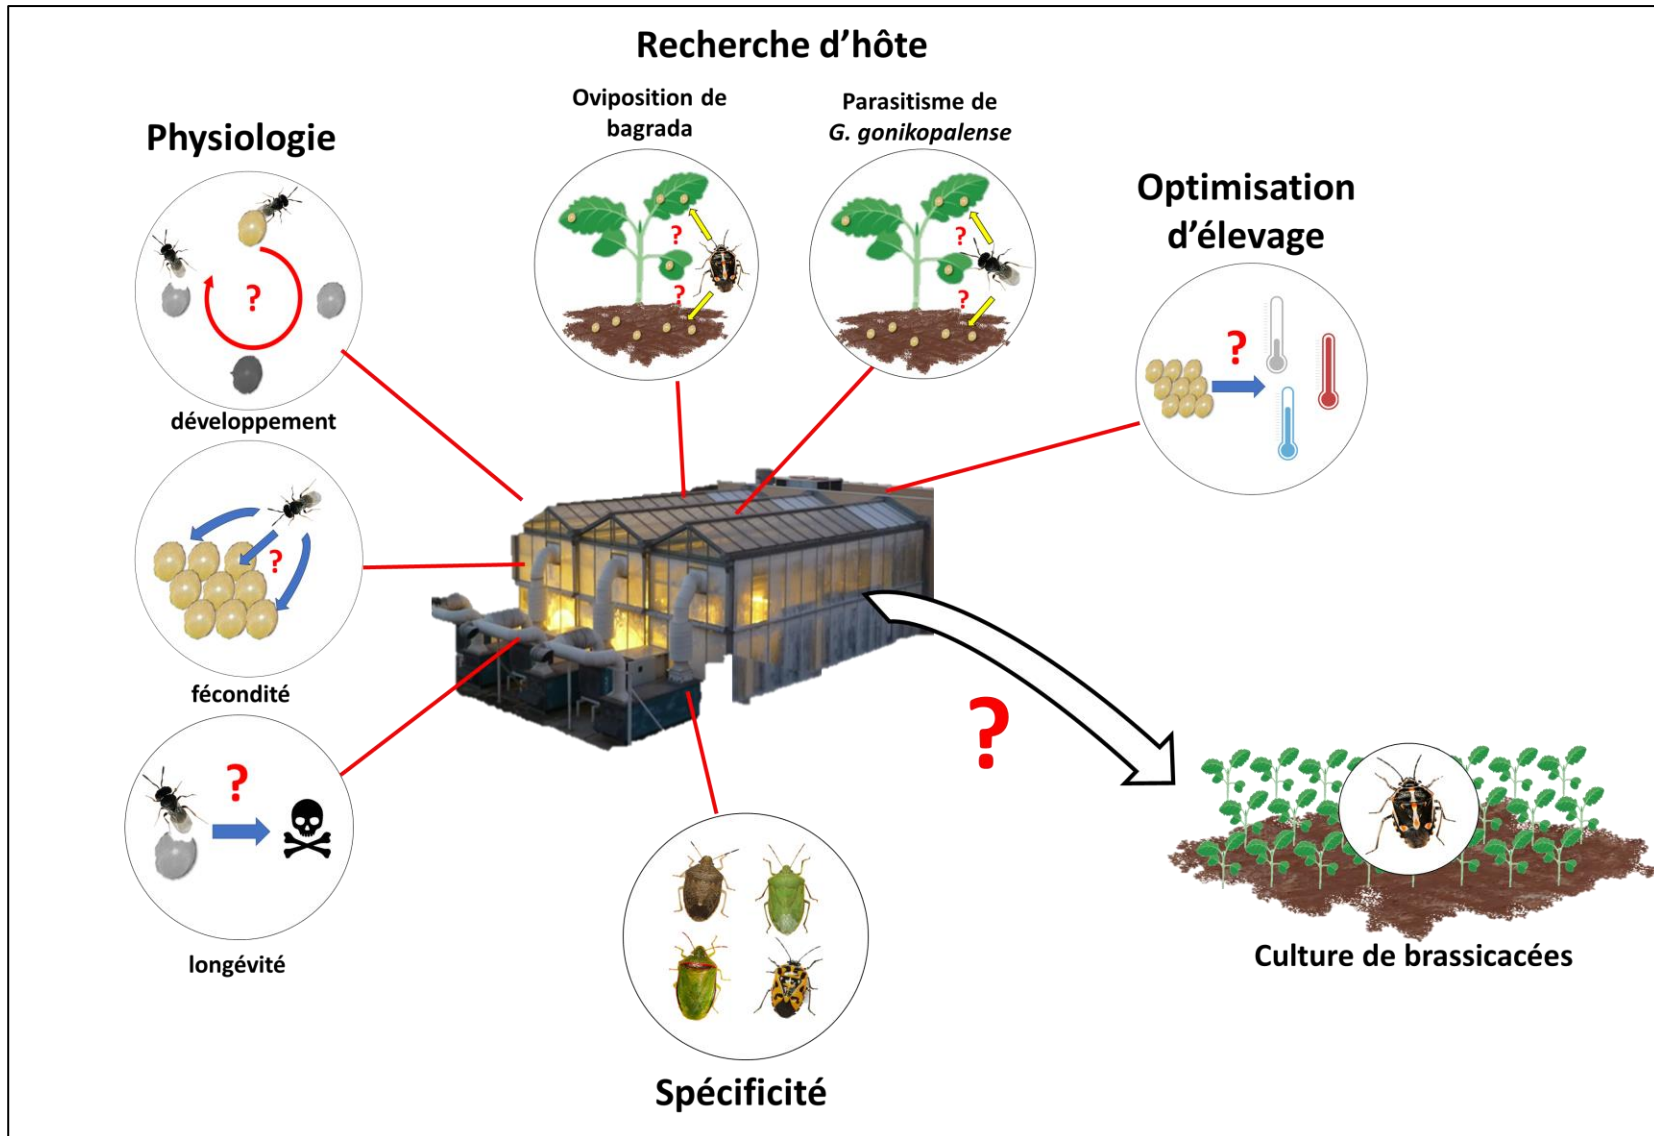 Recherche d'hôte
Oviposition de
bagrada
Parasitisme de
G. gonikopalense
Physiologie
?
développement
?
fécondité
?
longévité
?
?
?
?
Optimisation
d'élevage
?
?
Culture de brassicacées
Spécificité